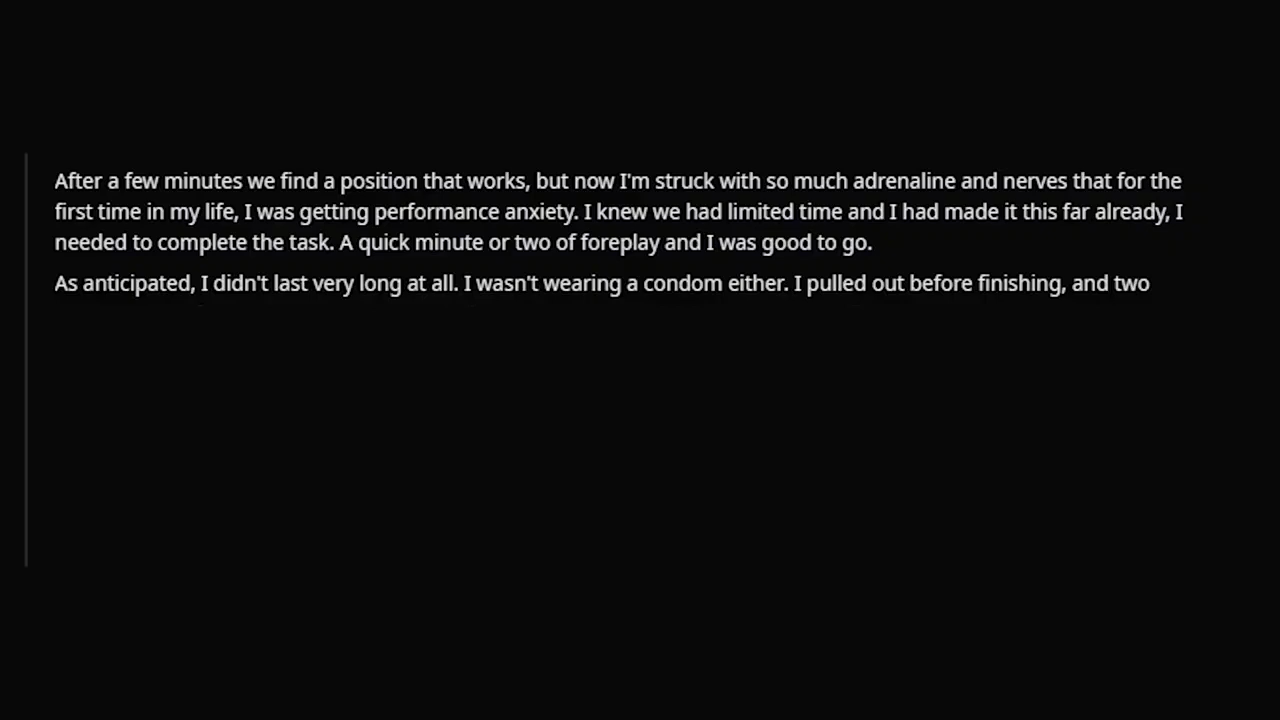 After a few minutes we find a position that works, but now I'm struck with so much adrenaline and nerves that for the
first time in my life, I was getting performance anxiety. I knew we had limited time and I had made it this far already, I
needed to complete the task. A quick minute or two of foreplay and I was good to go.
As anticipated, I didn't last very long at all. I wasn't wearing a condom either. I pulled out before finishing, and two